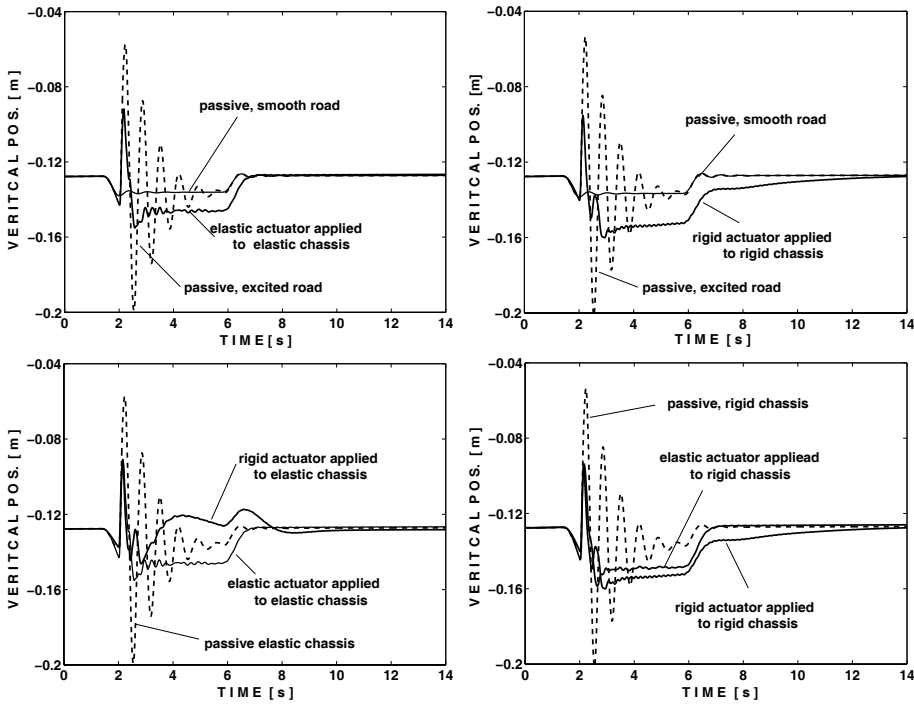 −0.04
−0.08
−0.12
−0.16
−0.2
VERITCAL POS. [m]
passive, smooth road
elastic actuator applied
to elastic chassis
passive, excited road
0 2 4 6 8 10 12 14
TIME [s]
−0.04
−0.08
−0.12
−0.16
−0.2
VERITCAL POS. [m]
passive, smooth road
rigid actuator applied
to rigid chassis
passive, excited road
0 2 4 6 8 10 12 14
TIME [s]
−0.04
−0.08
−0.12
−0.16
−0.2
VERITCAL POS. [m]
rigid actuator applied
to elastic chassis
elastic actuator applied
to elastic chassis
passive elastic chassis
0 2 4 6 8 10 12 14
TIME [s]
−0.04
−0.08
−0.12
−0.16
−0.2
VERITCAL POS. [m]
passive, rigid chassis
elastic actuator appliead
to rigid chassis
rigid actuator applied
to rigid chassis
0 2 4 6 8 10 12 14
TIME [s]